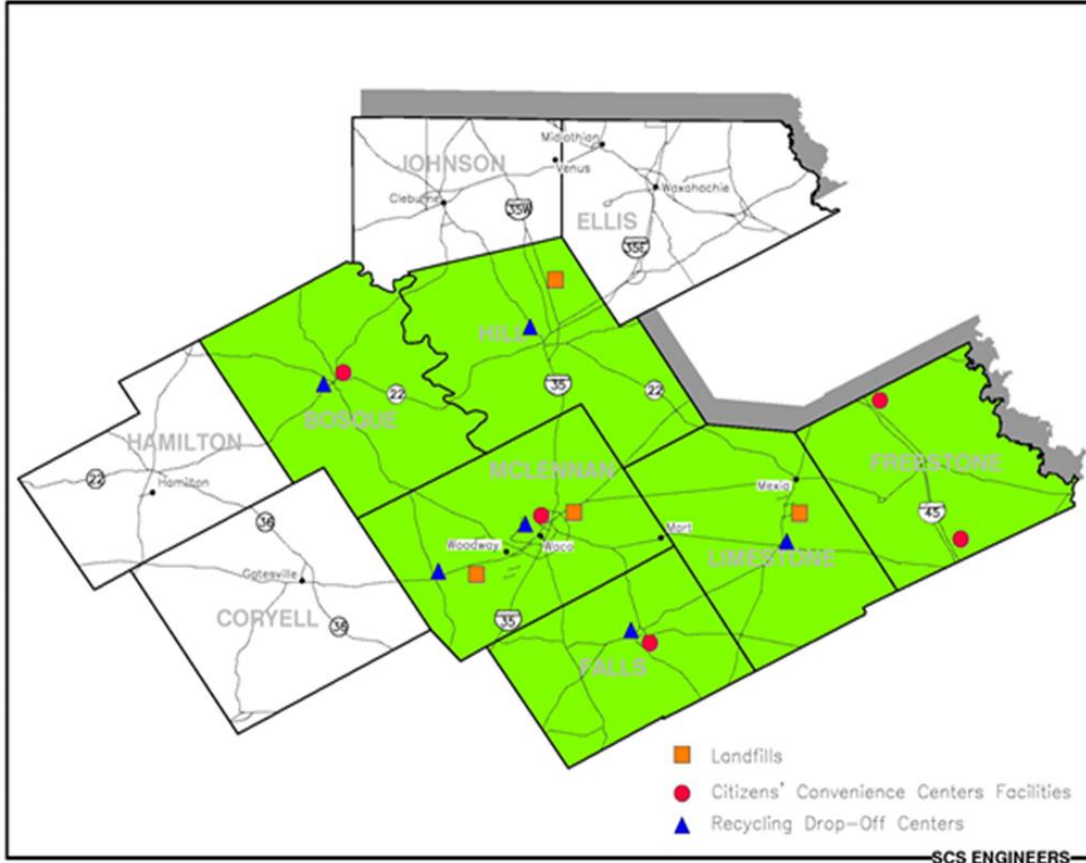 Midlothian
JOHNSON
Venus
Cleburne
Waxahachie
35W
ELLIS
35E
HILL
35
22
22
BOSQUE
HAMILTON
MCLENNAN
FREESTONE
22
Hamilton
Mexia
45
36
Mart
Woodway
Waco
LIMESTONE
Gatesville
CORYELL
36
35
FALLS
Landfills
Citizens' Convenience Centers Facilities
Recycling Drop-Off Centers
SCS ENGINEERS